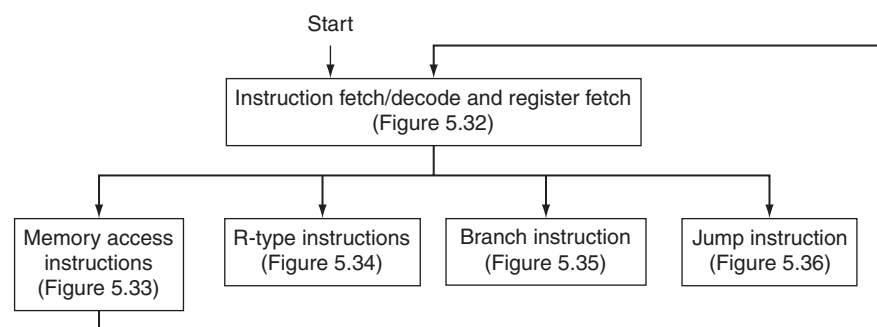 Start
Instruction fetch/decode and register fetch
(Figure 5.32)
Memory access
instructions
(Figure 5.33)
R-type instructions
(Figure 5.34)
Branch instruction
(Figure 5.35)
Jump instruction
(Figure 5.36)